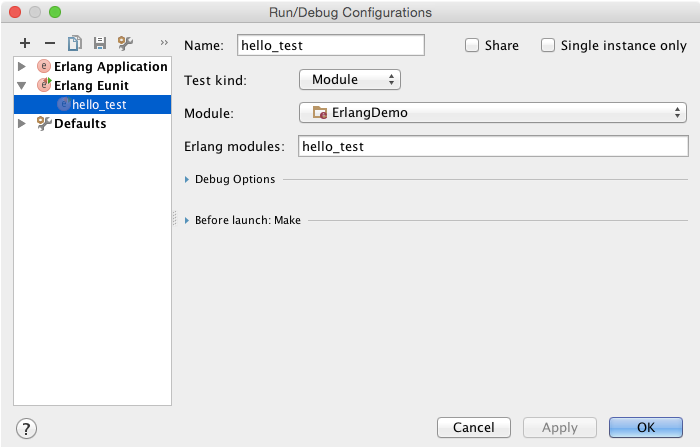 Run/Debug Configurations
Name: hello_test Share Single instance only
Erlang Application
Erlang Eunit
hello_test
Defaults
Test kind: Module
Module: ErlangDemo
Erlang modules: hello_test
Debug Options
Before launch: Make
? Cancel Apply OK